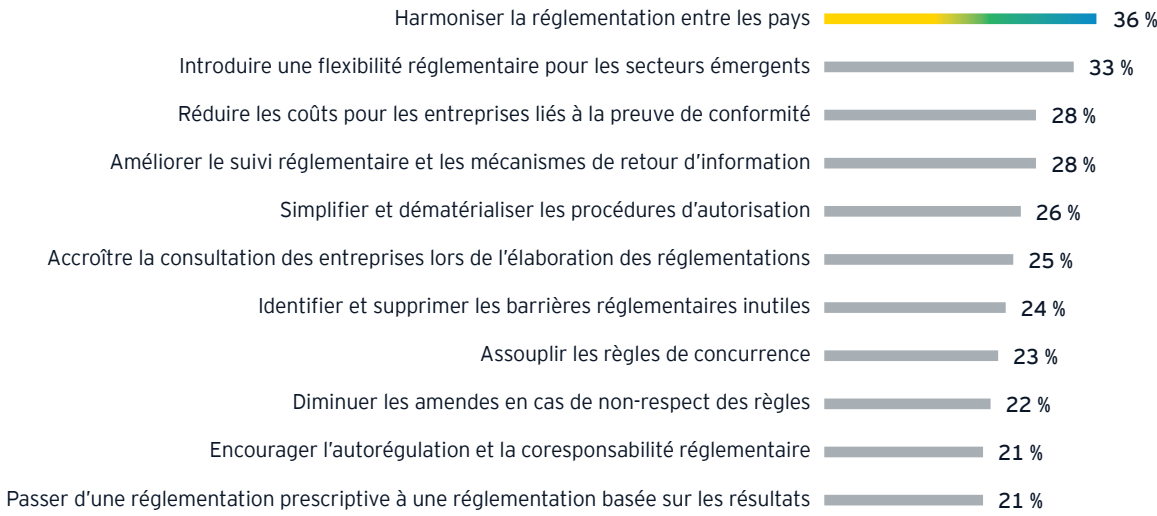 Harmoniser la réglementation entre les pays 36 %
Introduire une flexibilité réglementaire pour les secteurs émergents 33 %
Réduire les coûts pour les entreprises liés à la preuve de conformité 28 %
Améliorer le suivi réglementaire et les mécanismes de retour d'information 28 %
Simplifier et dématérialiser les procédures d'autorisation 26 %
Accroître la consultation des entreprises lors de l'élaboration des réglementations 25 %
Identifier et supprimer les barrières réglementaires inutiles 24 %
Assouplir les règles de concurrence 23 %
Diminuer les amendes en cas de non-respect des règles 22 %
Encourager l'autorégulation et la coresponsabilité réglementaire 21 %
Passer d'une réglementation prescriptive à une réglementation basée sur les résultats 21 %